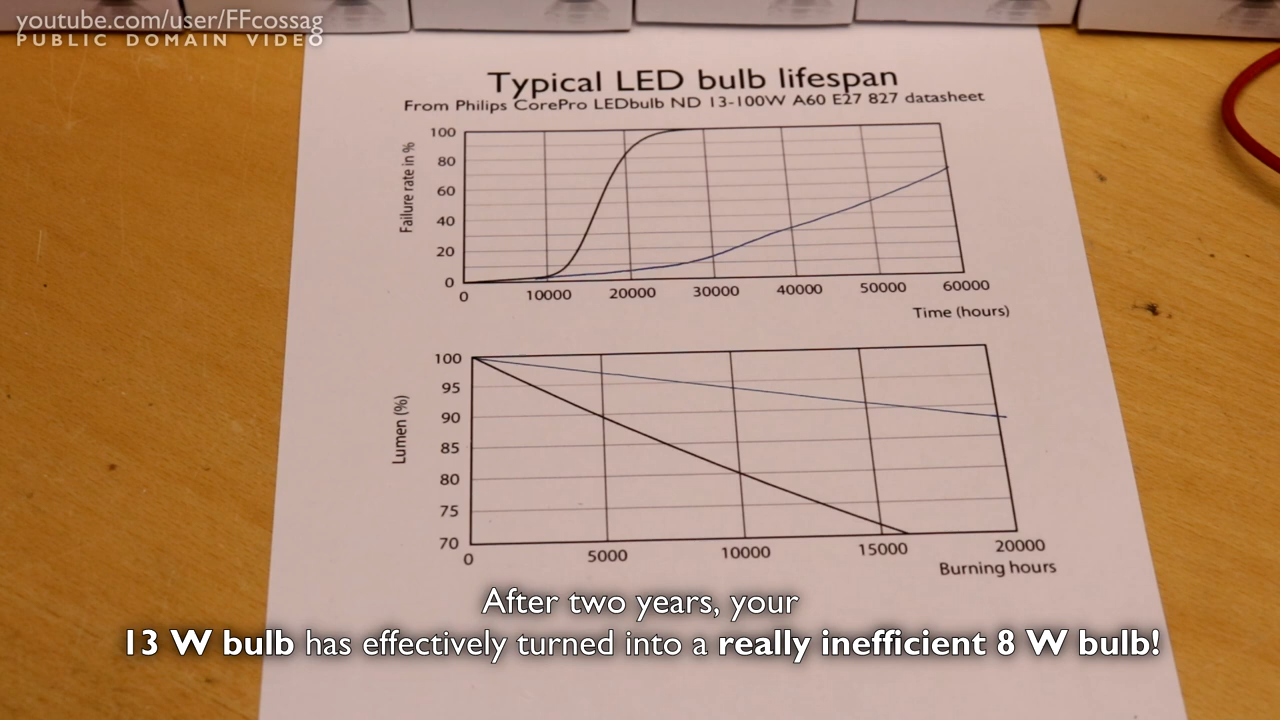 youtube.com/user/FFcossag
PUBLIC DOMAIN VIDEO
Typical LED bulb lifespan
From Philips CorePro LEDbulb ND 13-100W A60 E27 827 datasheet
Failure rate in %
100
80
60
40
20
0
0 10000 20000 30000 40000 50000 60000
Time (hours)
Lumen (%)
100
95
90
85
80
75
70
0 5000 10000 15000 20000
Burning hours
After two years, your
13 W bulb has effectively turned into a really inefficient 8 W bulb!